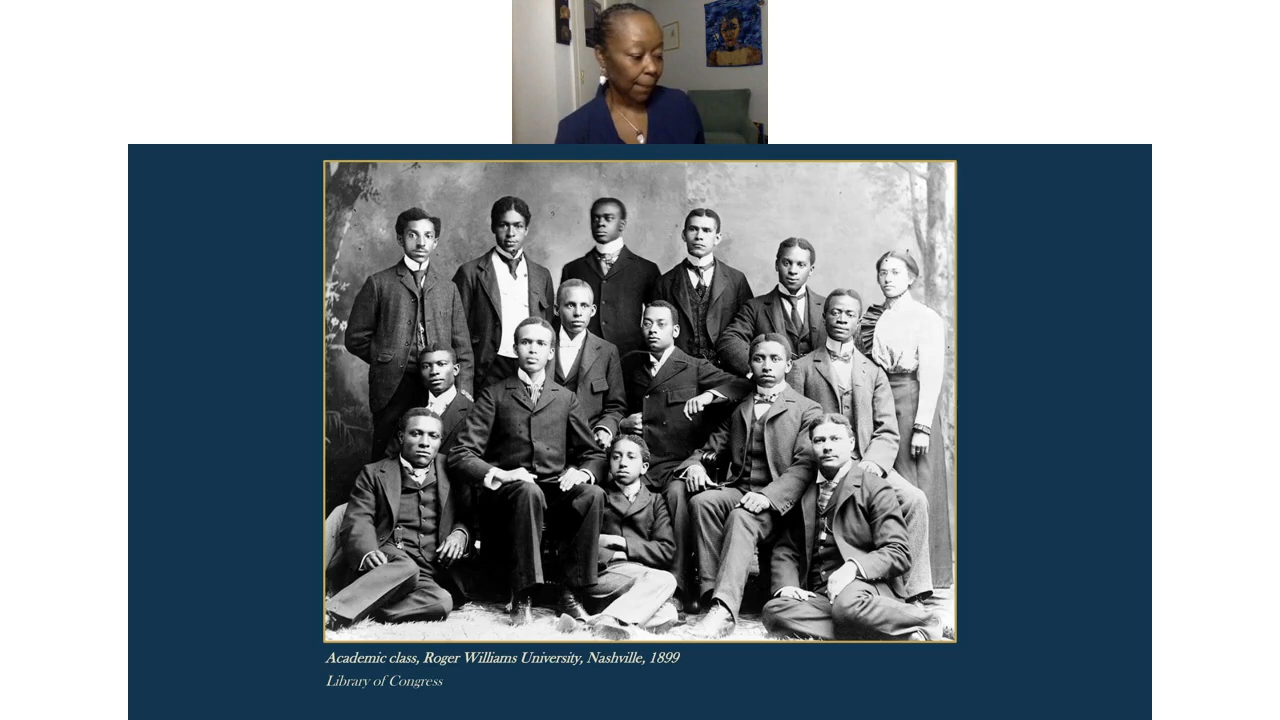 Academic class, Roger Williams University, Nashville, 1899
Library of Congress